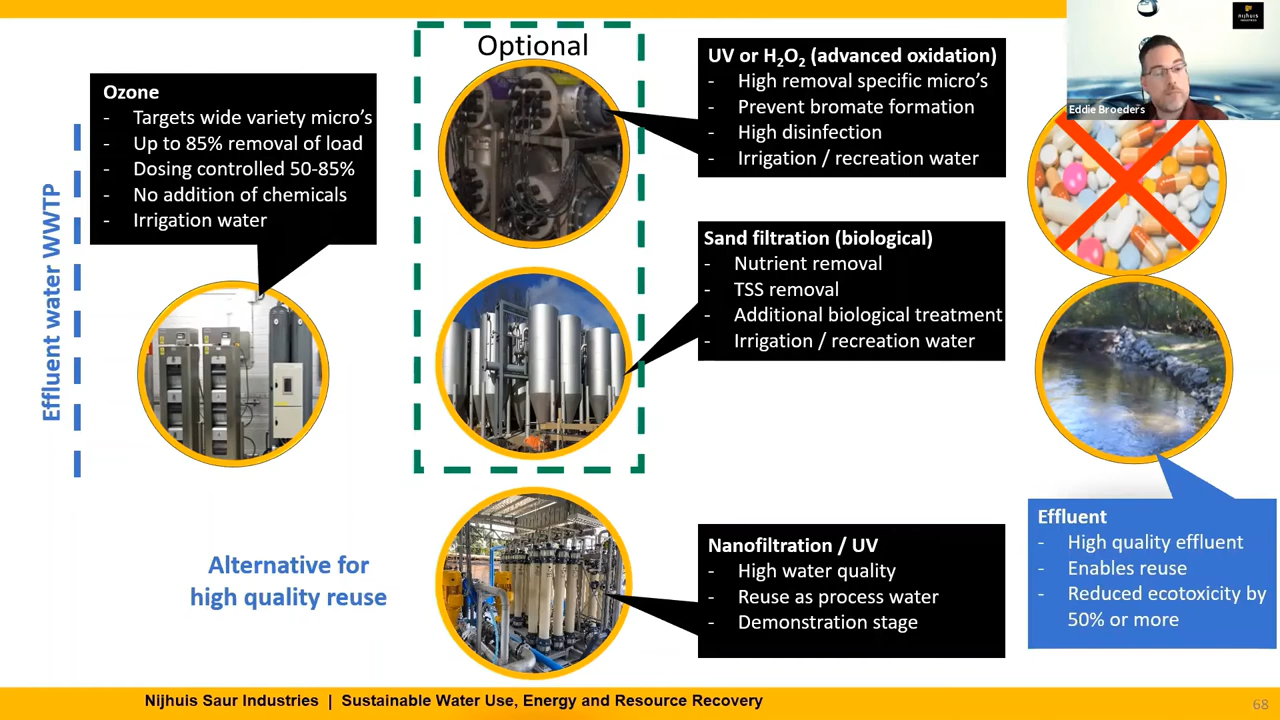 Effluent water WWTP
Ozone
- Targets wide variety micro's
- Up to 85% removal of load
- Dosing controlled 50-85%
- No addition of chemicals
- Irrigation water
Optional
UV or H₂O₂ (advanced oxidation)
- High removal specific micro's
- Prevent bromate formation
- High disinfection
- Irrigation / recreation water
Sand filtration (biological)
- Nutrient removal
- TSS removal
- Additional biological treatment
- Irrigation / recreation water
Alternative for
high quality reuse
Nanofiltration / UV
- High water quality
- Reuse as process water
- Demonstration stage
Effluent
- High quality effluent
- Enables reuse
- Reduced ecotoxicity by
50% or more
nijhuis
Eddie Broeders
Nijhuis Saur Industries | Sustainable Water Use, Energy and Resource Recovery
68